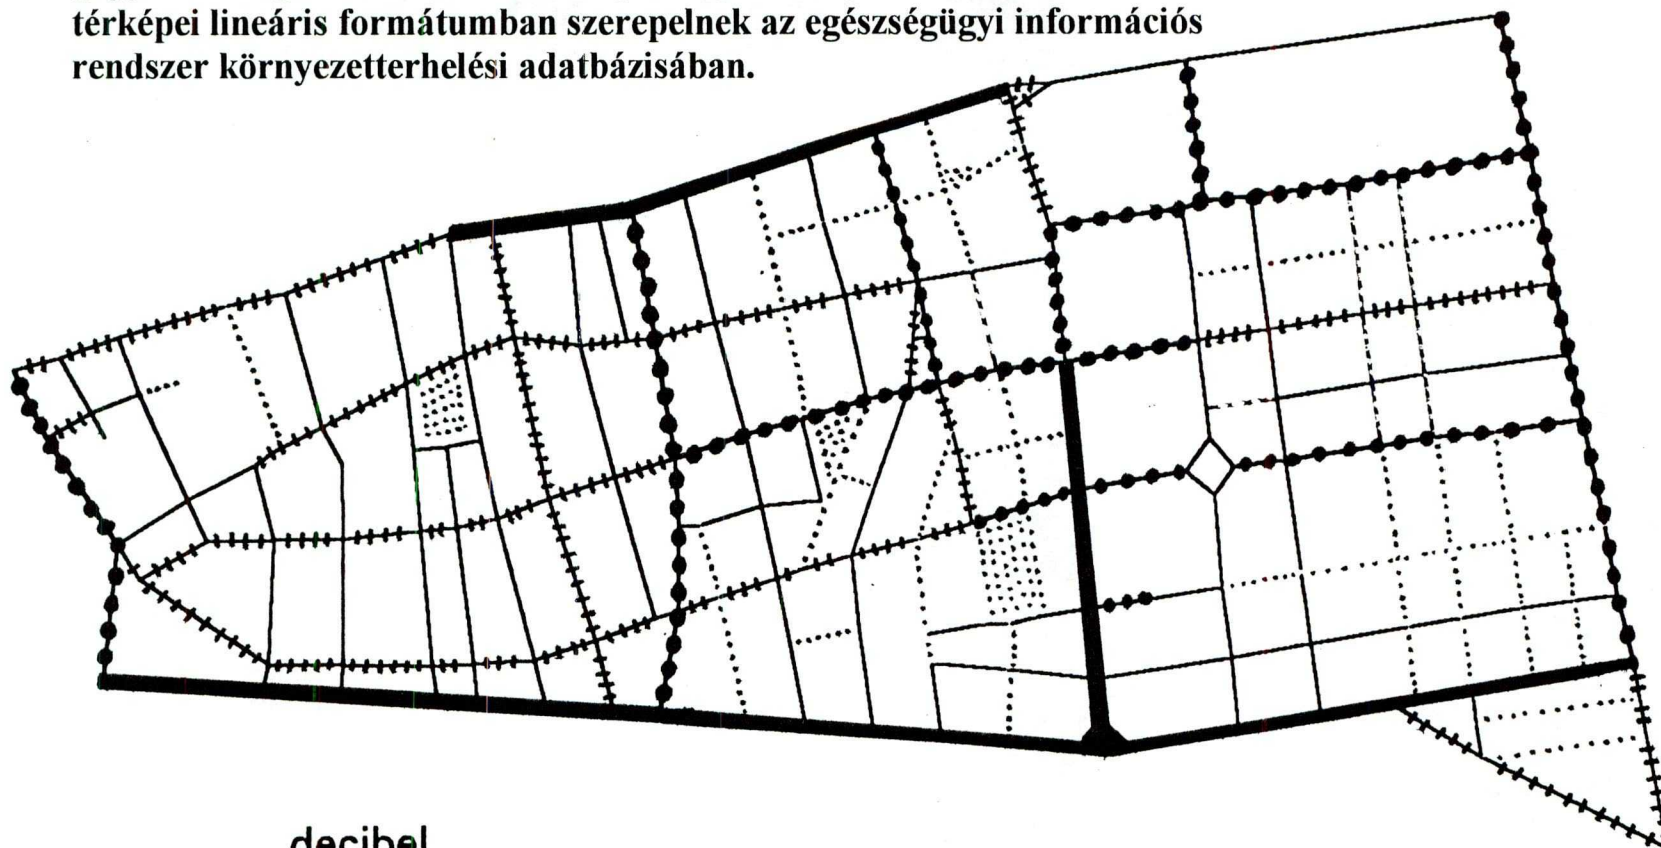 térképei lineáris formátumban szerepelnek az egészségügyi információs
rendszer környezetterhelési adatbázisában.
decibel